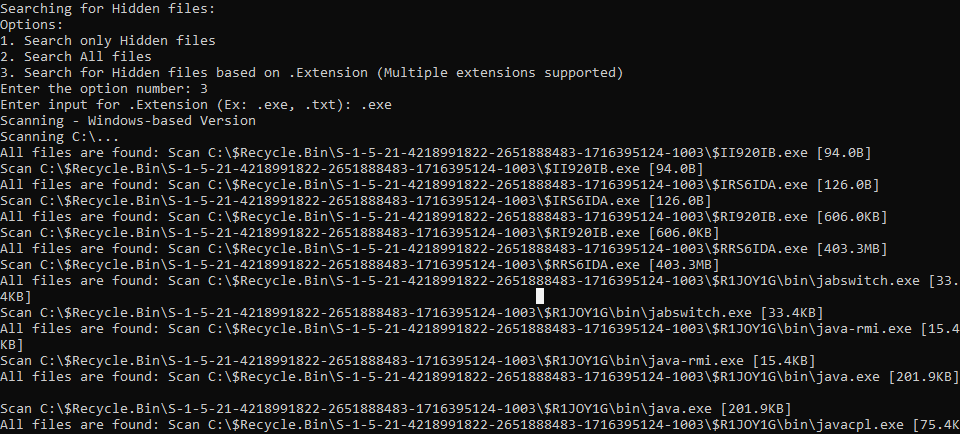 Searching for Hidden files:
Options:
1. Search only Hidden files
2. Search All files
3. Search for Hidden files based on .Extension (Multiple extensions supported)
Enter the option number: 3
Enter input for .Extension (Ex: .exe, .txt): .exe
Scanning - Windows-based Version
Scanning C:\...
All files are found: Scan C:\$Recycle.Bin\S-1-5-21-4218991822-2651888483-1716395124-1003\$II920IB.exe [94.0B]
Scan C:\$Recycle.Bin\S-1-5-21-4218991822-2651888483-1716395124-1003\$II920IB.exe [94.0B]
All files are found: Scan C:\$Recycle.Bin\S-1-5-21-4218991822-2651888483-1716395124-1003\$IRS6IDA.exe [126.0B]
Scan C:\$Recycle.Bin\S-1-5-21-4218991822-2651888483-1716395124-1003\$IRS6IDA.exe [126.0B]
All files are found: Scan C:\$Recycle.Bin\S-1-5-21-4218991822-2651888483-1716395124-1003\$RI920IB.exe [606.0KB]
Scan C:\$Recycle.Bin\S-1-5-21-4218991822-2651888483-1716395124-1003\$RI920IB.exe [606.0KB]
All files are found: Scan C:\$Recycle.Bin\S-1-5-21-4218991822-2651888483-1716395124-1003\$RRS6IDA.exe [403.3MB]
Scan C:\$Recycle.Bin\S-1-5-21-4218991822-2651888483-1716395124-1003\$RRS6IDA.exe [403.3MB]
All files are found: Scan C:\$Recycle.Bin\S-1-5-21-4218991822-2651888483-1716395124-1003\$R1JOY1G\bin\jabswitch.exe [33.
4KB]
Scan C:\$Recycle.Bin\S-1-5-21-4218991822-2651888483-1716395124-1003\$R1JOY1G\bin\jabswitch.exe [33.4KB]
All files are found: Scan C:\$Recycle.Bin\S-1-5-21-4218991822-2651888483-1716395124-1003\$R1JOY1G\bin\java-rmi.exe [15.4
KB]
Scan C:\$Recycle.Bin\S-1-5-21-4218991822-2651888483-1716395124-1003\$R1JOY1G\bin\java-rmi.exe [15.4KB]
All files are found: Scan C:\$Recycle.Bin\S-1-5-21-4218991822-2651888483-1716395124-1003\$R1JOY1G\bin\java.exe [201.9KB]
Scan C:\$Recycle.Bin\S-1-5-21-4218991822-2651888483-1716395124-1003\$R1JOY1G\bin\java.exe [201.9KB]
All files are found: Scan C:\$Recycle.Bin\S-1-5-21-4218991822-2651888483-1716395124-1003\$R1JOY1G\bin\javacpl.exe [75.4K